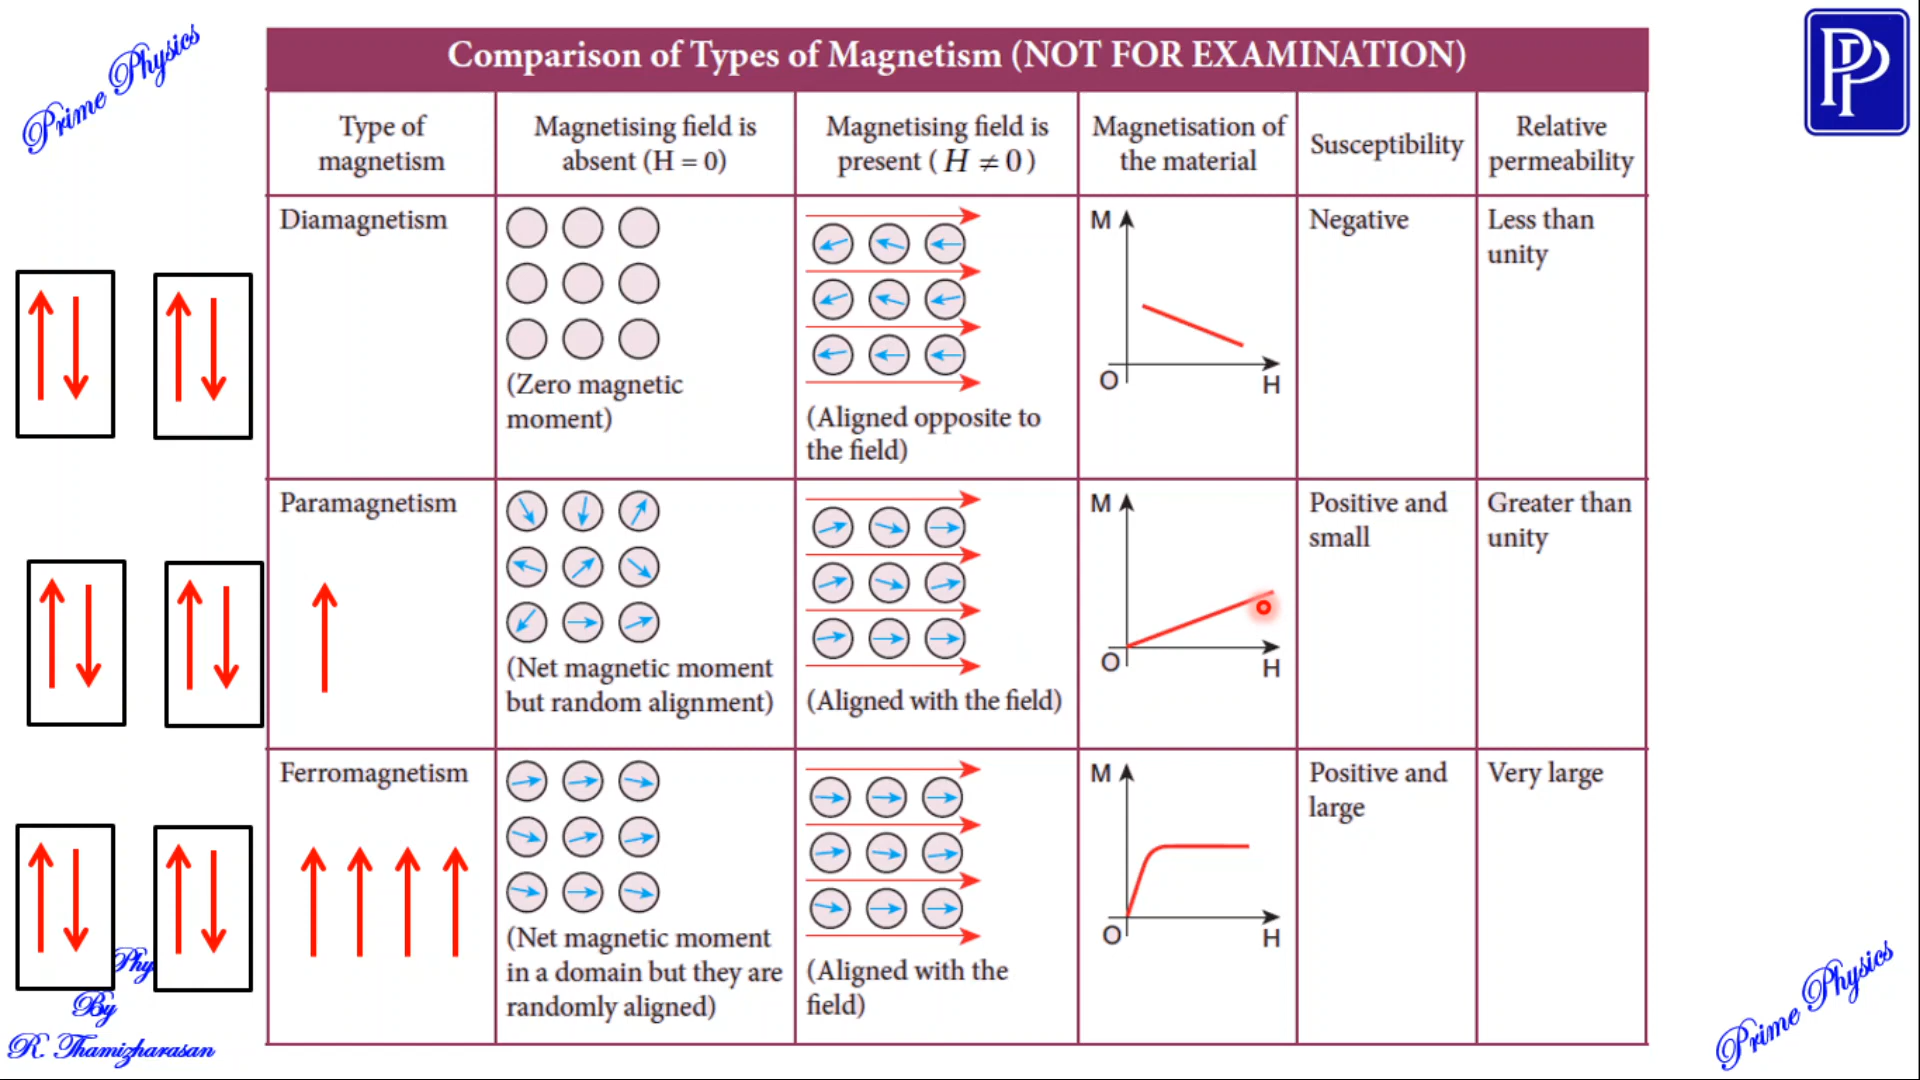 Prime Physics
PP
Comparison of Types of Magnetism (NOT FOR EXAMINATION)
Type of
magnetism
Magnetising field is
absent (H = 0)
Magnetising field is
present ( H ≠ 0 )
Magnetisation of
the material
Susceptibility
Relative
permeability
Diamagnetism
(Zero magnetic
moment)
(Aligned opposite to
the field)
M
O
H
Negative
Less than
unity
Paramagnetism
(Net magnetic moment
but random alignment)
(Aligned with the field)
M
O
H
Positive and
small
Greater than
unity
Ferromagnetism
(Net magnetic moment
in a domain but they are
randomly aligned)
(Aligned with the
field)
M
O
H
Positive and
large
Very large
Phy
By
R. Thamizharasan
Prime Physics